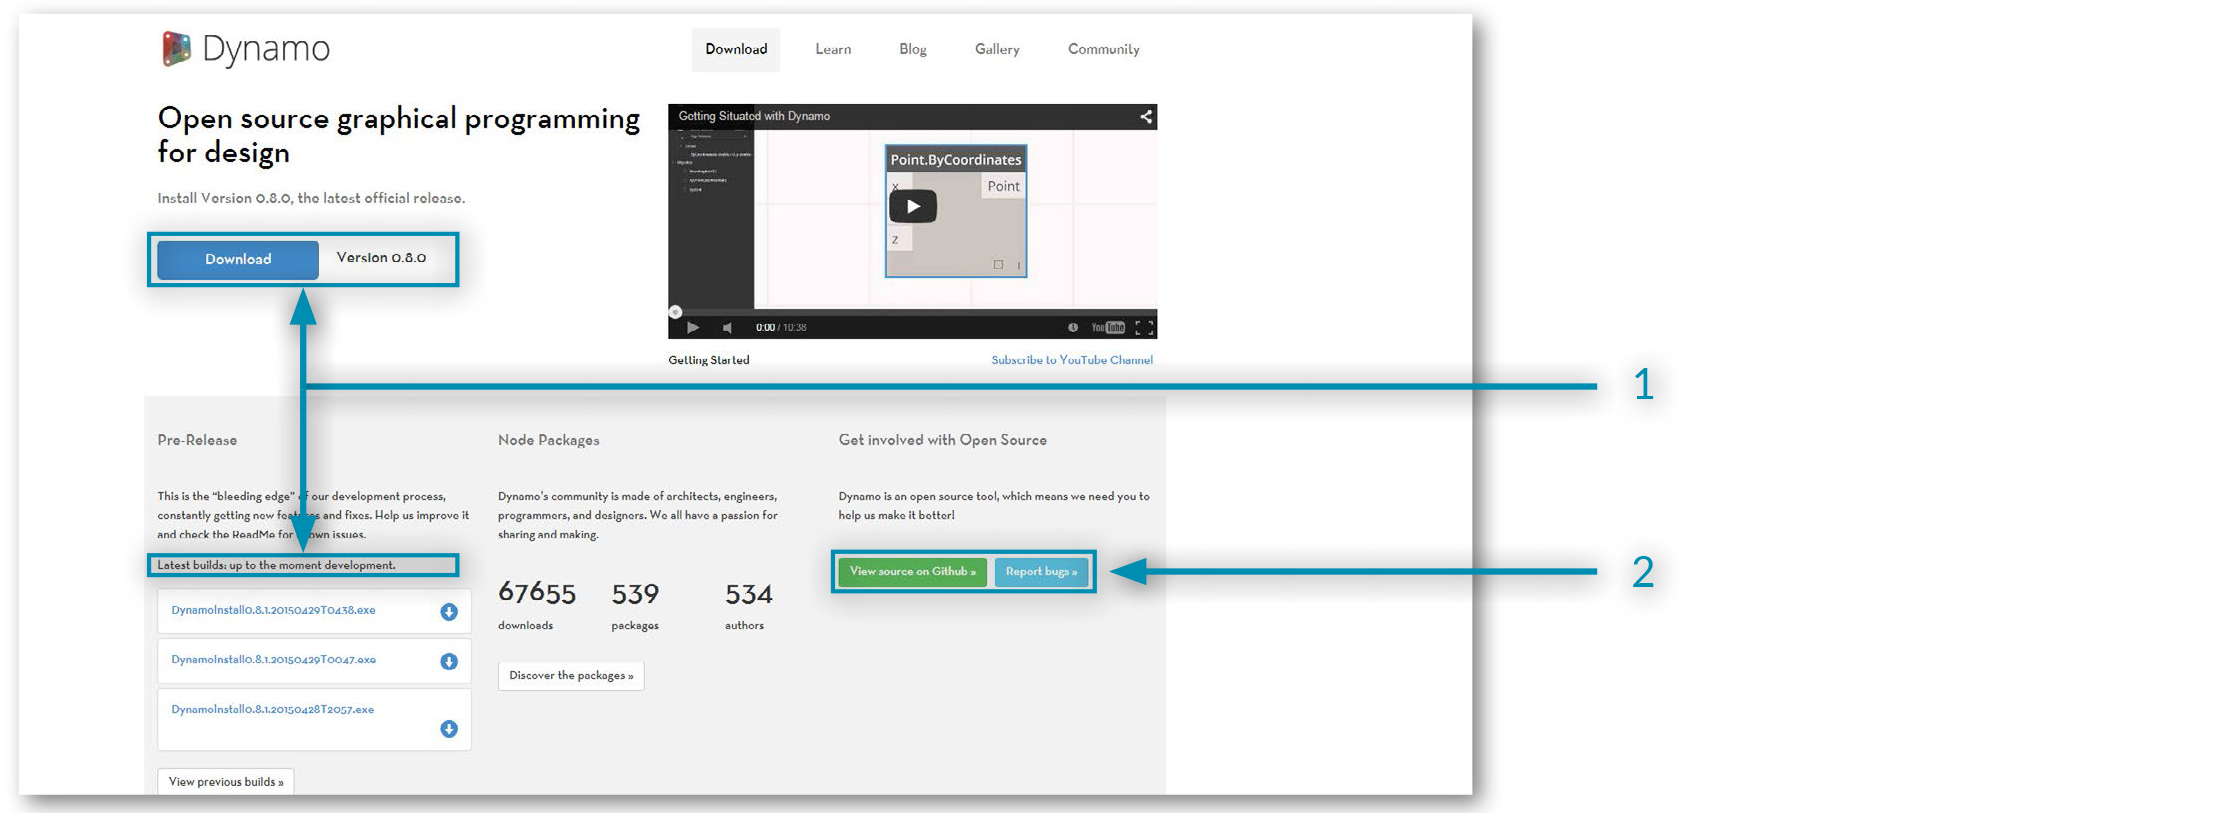 Dynamo
Download Learn Blog Gallery Community
Open source graphical programming
for design
Install Version 0.8.0, the latest official release.
Download Version 0.8.0
Getting Situated with Dynamo
Point.ByCoordinates
x Point
z
0:00 / 10:38 YouTube
Getting Started Subscribe to YouTube Channel
1
Pre-Release
This is the “bleeding edge” of our development process,
constantly getting new features and fixes. Help us improve it
and check the ReadMe for known issues.
Latest builds: up to the moment development.
DynamoInstall0.8.1.20150429T0438.exe
DynamoInstall0.8.1.20150429T0047.exe
DynamoInstall0.8.1.20150428T2057.exe
View previous builds »
Node Packages
Dynamo's community is made of architects, engineers,
programmers, and designers. We all have a passion for
sharing and making.
67655 539 534
downloads packages authors
Discover the packages »
Get involved with Open Source
Dynamo is an open source tool, which means we need you to
help us make it better!
View source on Github » Report bugs »
2